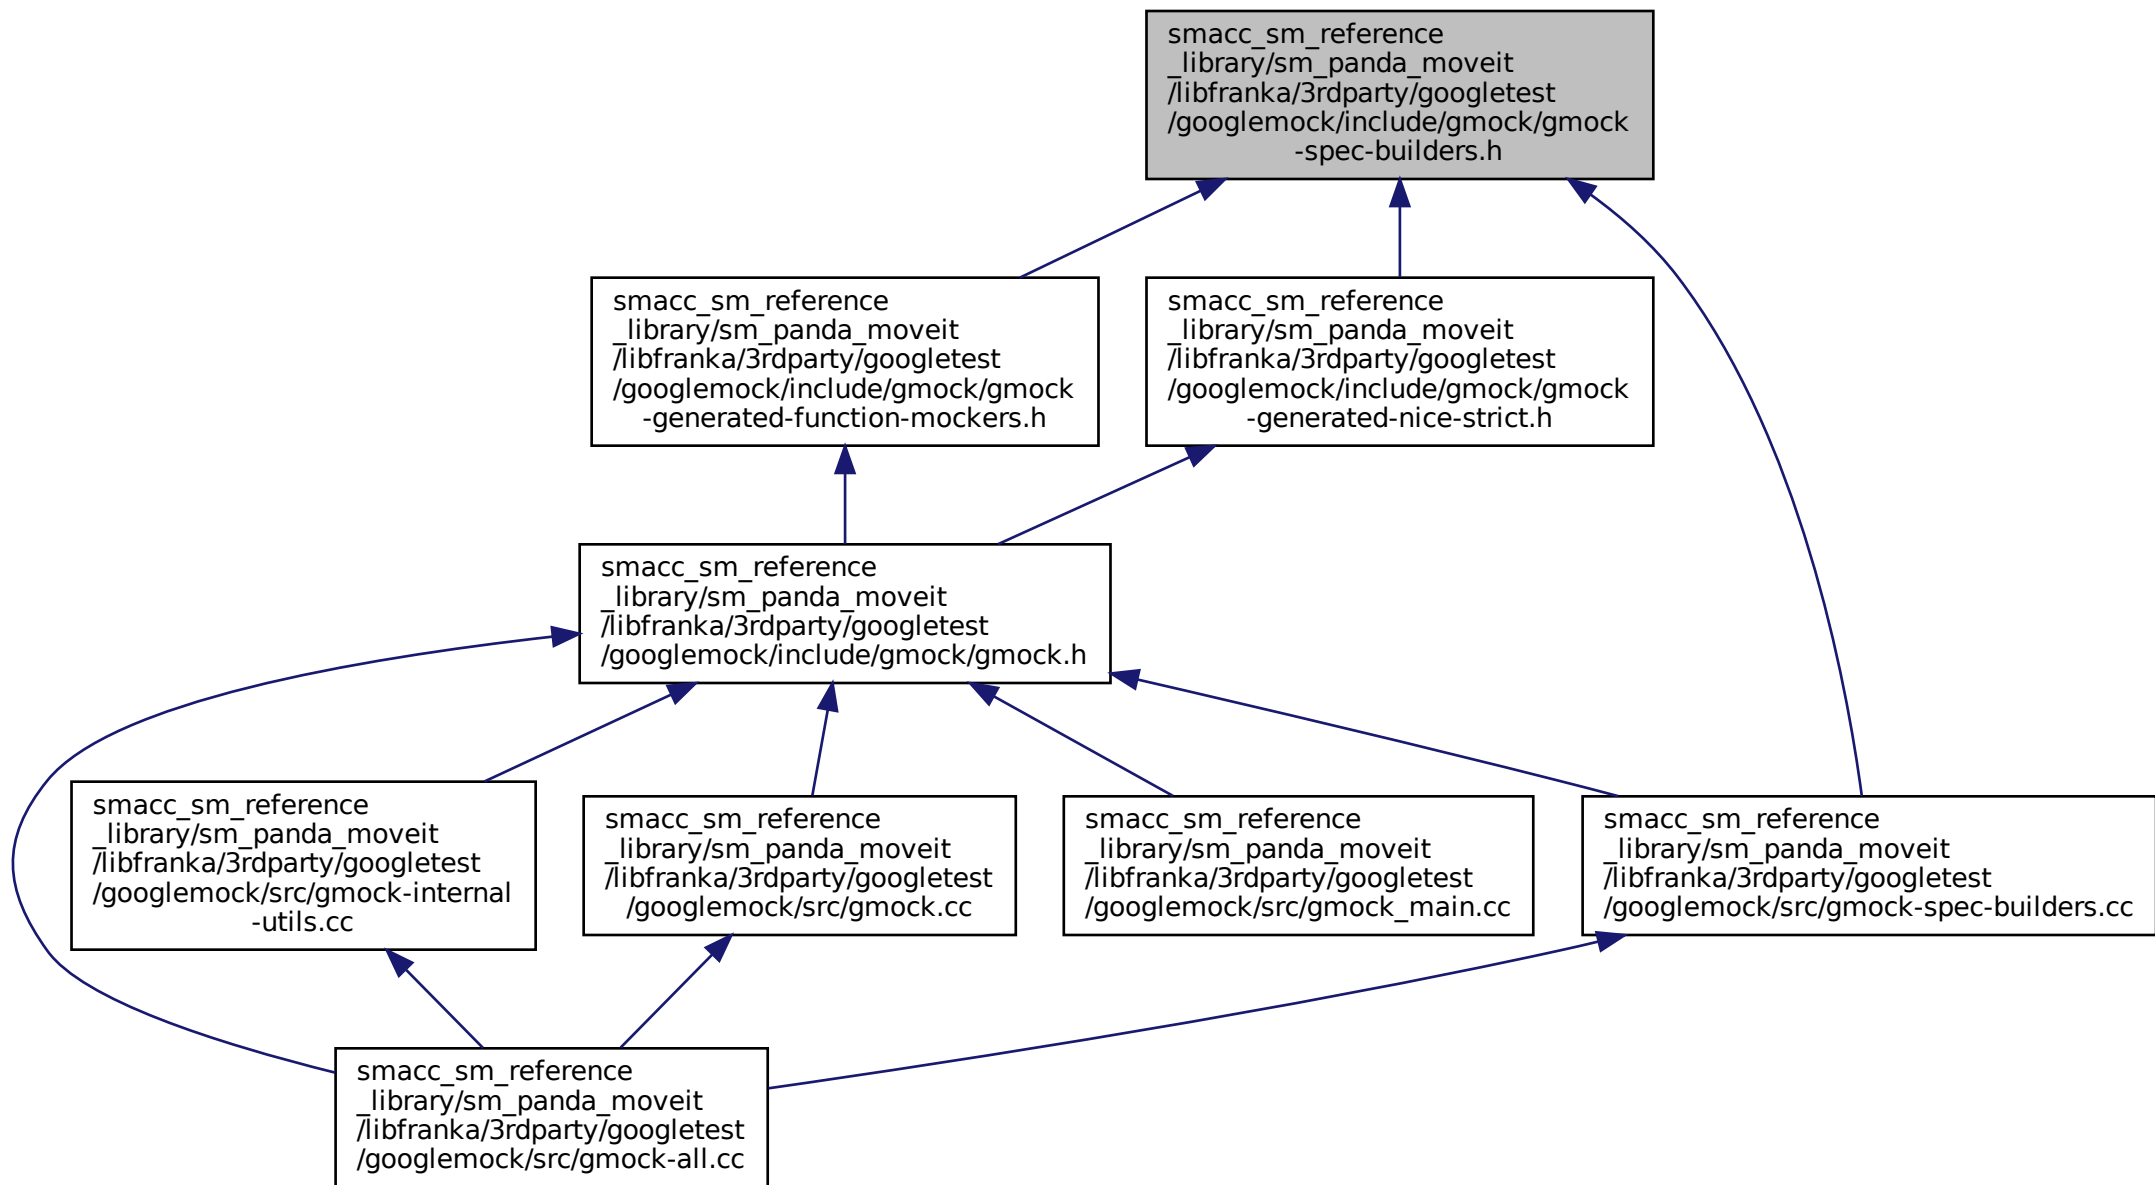 smacc_sm_reference
_library/sm_panda_moveit
/libfranka/3rdparty/googletest
/googlemock/include/gmock/gmock
-spec-builders.h
smacc_sm_reference
_library/sm_panda_moveit
/libfranka/3rdparty/googletest
/googlemock/include/gmock/gmock
-generated-function-mockers.h
smacc_sm_reference
_library/sm_panda_moveit
/libfranka/3rdparty/googletest
/googlemock/include/gmock/gmock
-generated-nice-strict.h
smacc_sm_reference
_library/sm_panda_moveit
/libfranka/3rdparty/googletest
/googlemock/include/gmock/gmock.h
smacc_sm_reference
_library/sm_panda_moveit
/libfranka/3rdparty/googletest
/googlemock/src/gmock-internal
-utils.cc
smacc_sm_reference
_library/sm_panda_moveit
/libfranka/3rdparty/googletest
/googlemock/src/gmock.cc
smacc_sm_reference
_library/sm_panda_moveit
/libfranka/3rdparty/googletest
/googlemock/src/gmock_main.cc
smacc_sm_reference
_library/sm_panda_moveit
/libfranka/3rdparty/googletest
/googlemock/src/gmock-spec-builders.cc
smacc_sm_reference
_library/sm_panda_moveit
/libfranka/3rdparty/googletest
/googlemock/src/gmock-all.cc